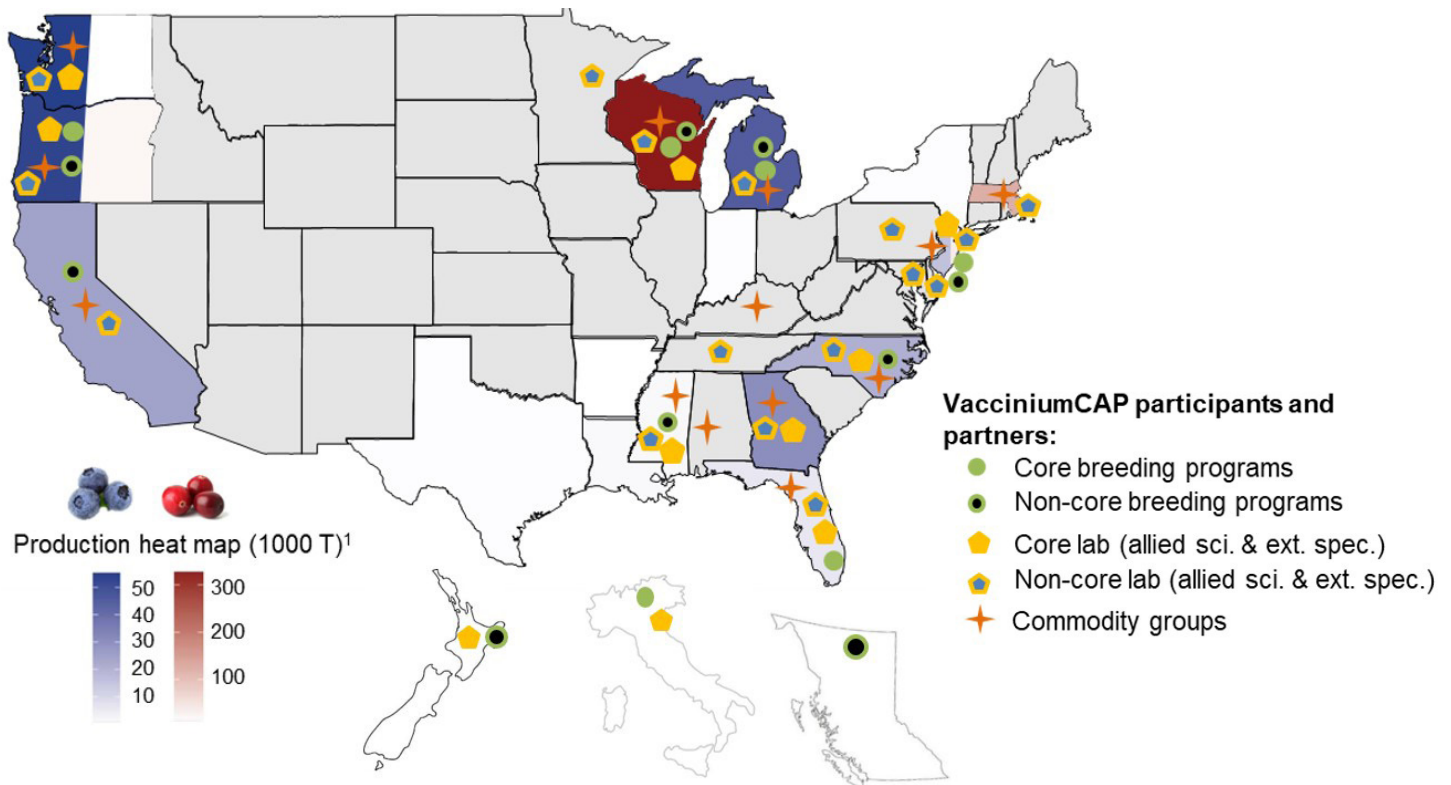 VacciniumCAP participants and
partners:
Core breeding programs
Non-core breeding programs
Core lab (allied sci. & ext. spec.)
Non-core lab (allied sci. & ext. spec.)
Commodity groups
Production heat map (1000 T)¹
50
40
30
20
10
300
200
100